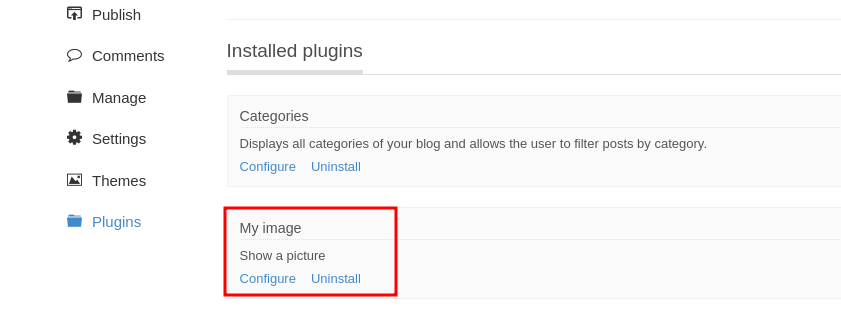 Publish
Comments
Manage
Settings
Themes
Plugins
Installed plugins
Categories
Displays all categories of your blog and allows the user to filter posts by category.
Configure Uninstall
My image
Show a picture
Configure Uninstall